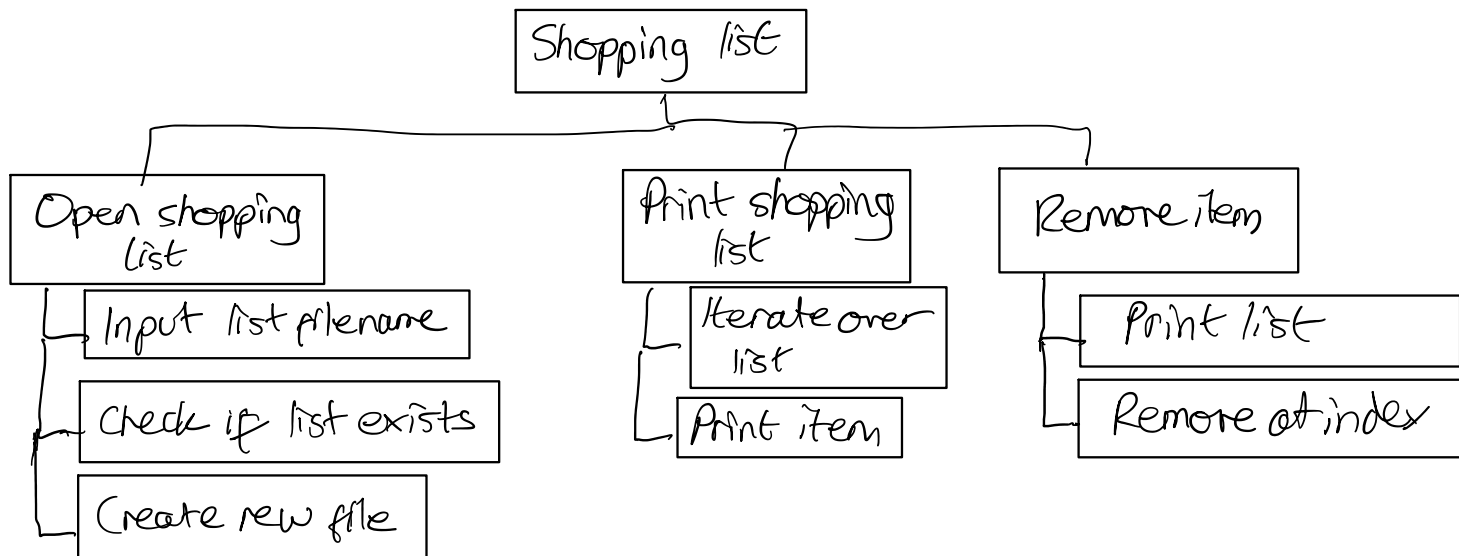 Shopping list
Open shopping
list
Input list filename
Check if list exists
Create new file
Print shopping
list
Iterate over
list
Print item
Remove item
Print list
Remove at index